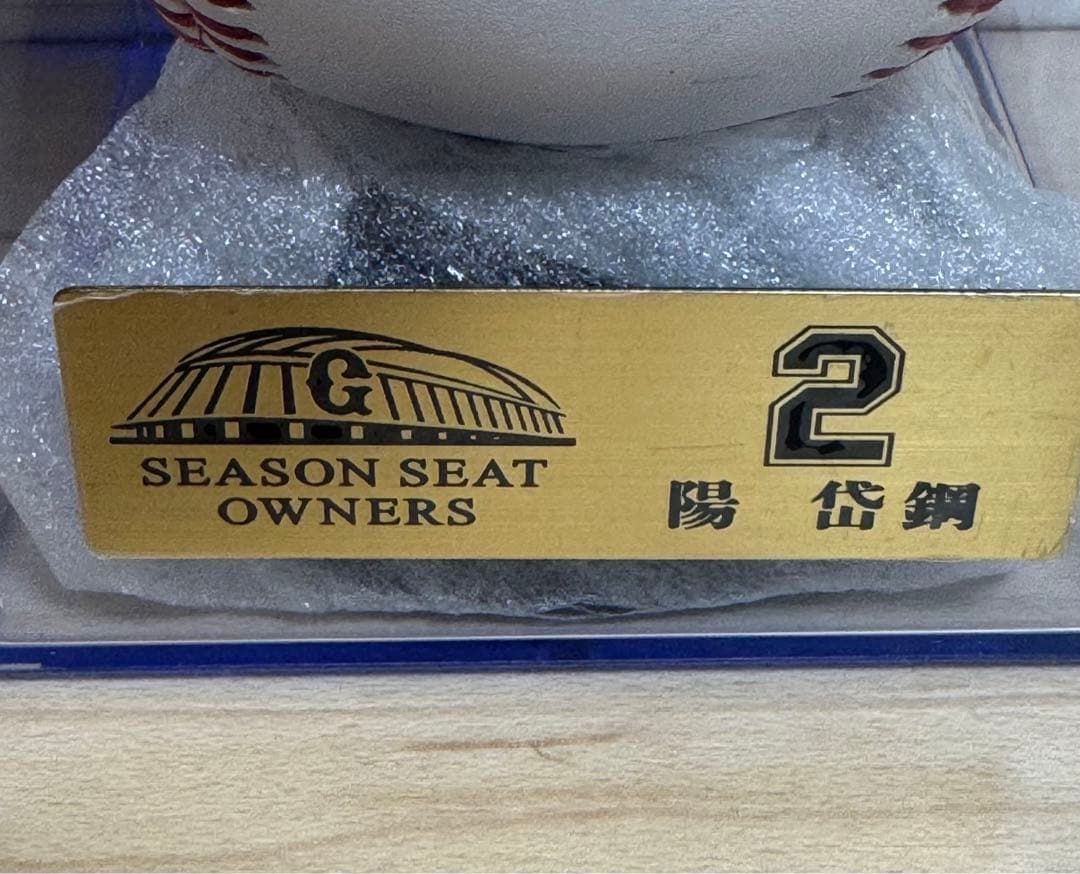 G
SEASON SEAT
OWNERS
2
陽 岱鋼